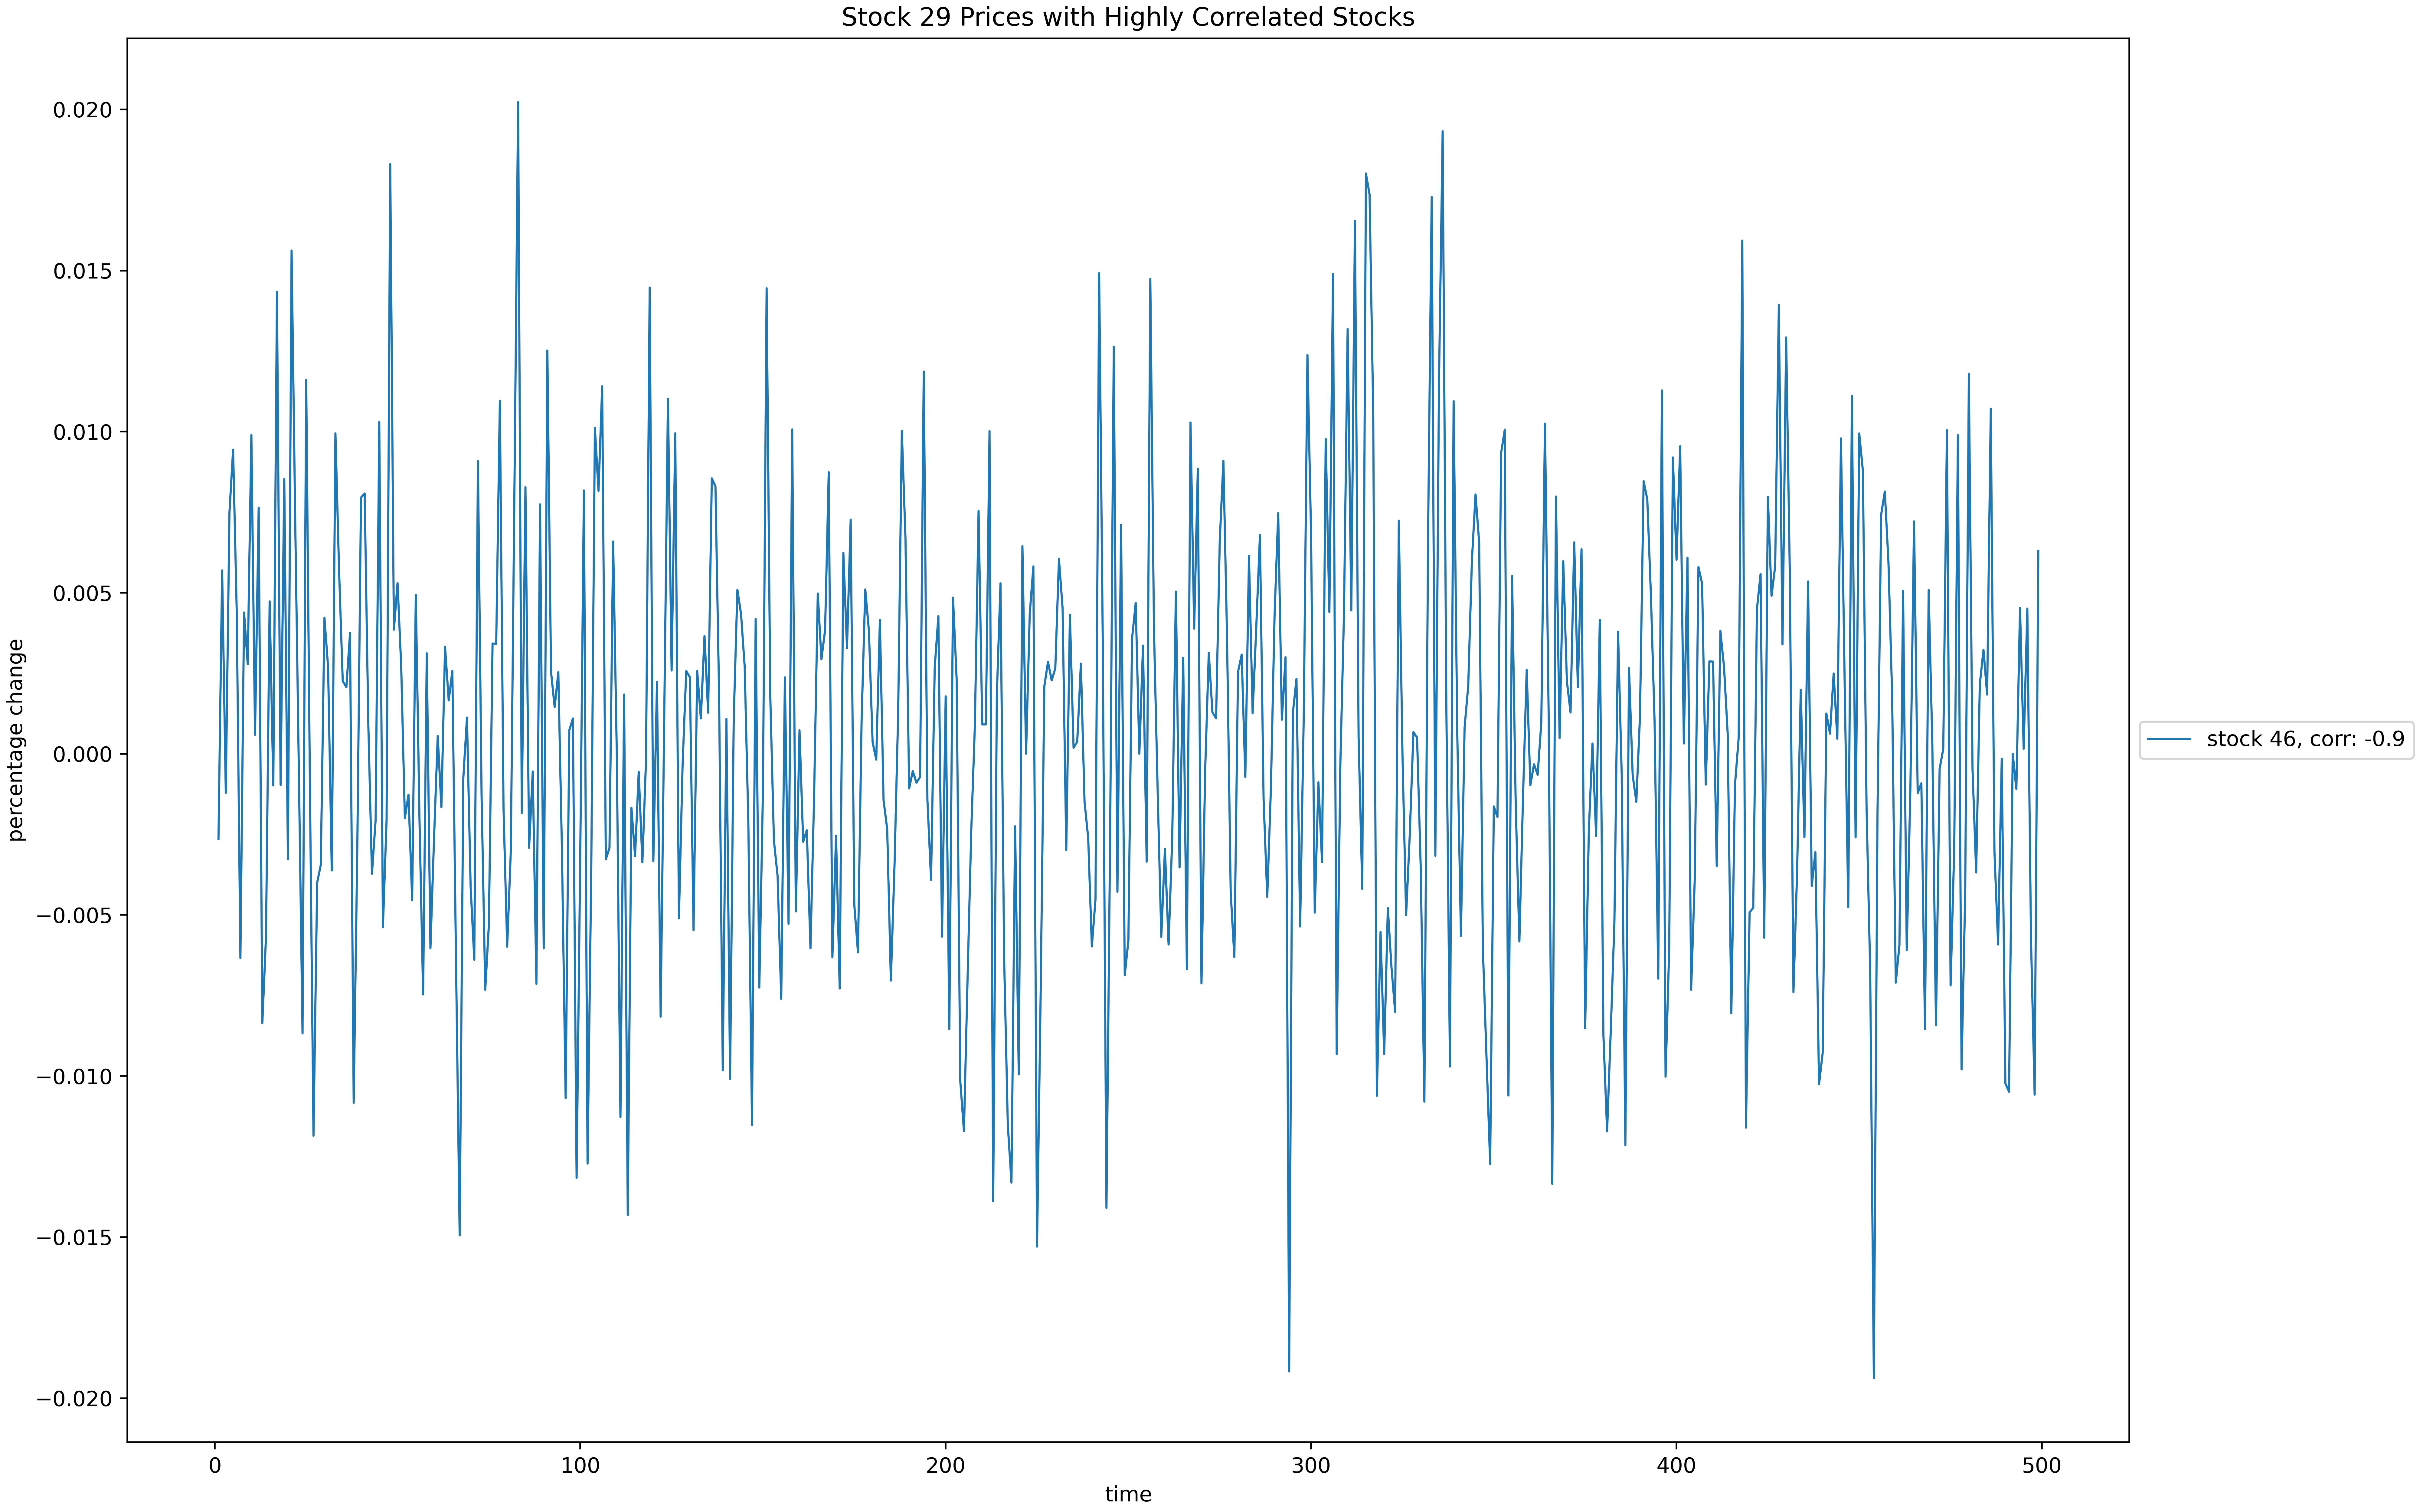 Stock 29 Prices with Highly Correlated Stocks
0.020
0.015
0.010
0.005
0.000
−0.005
−0.010
−0.015
−0.020
percentage change
0 100 200 300 400 500
time
stock 46, corr: -0.9